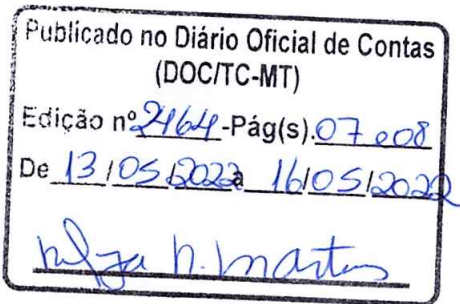 Publicado no Diário Oficial de Contas
(DOC/TC-MT)
Edição nº 2464-Pág(s). 07 e 08
De 13/05/2022 a 16/05/2022
n. martins